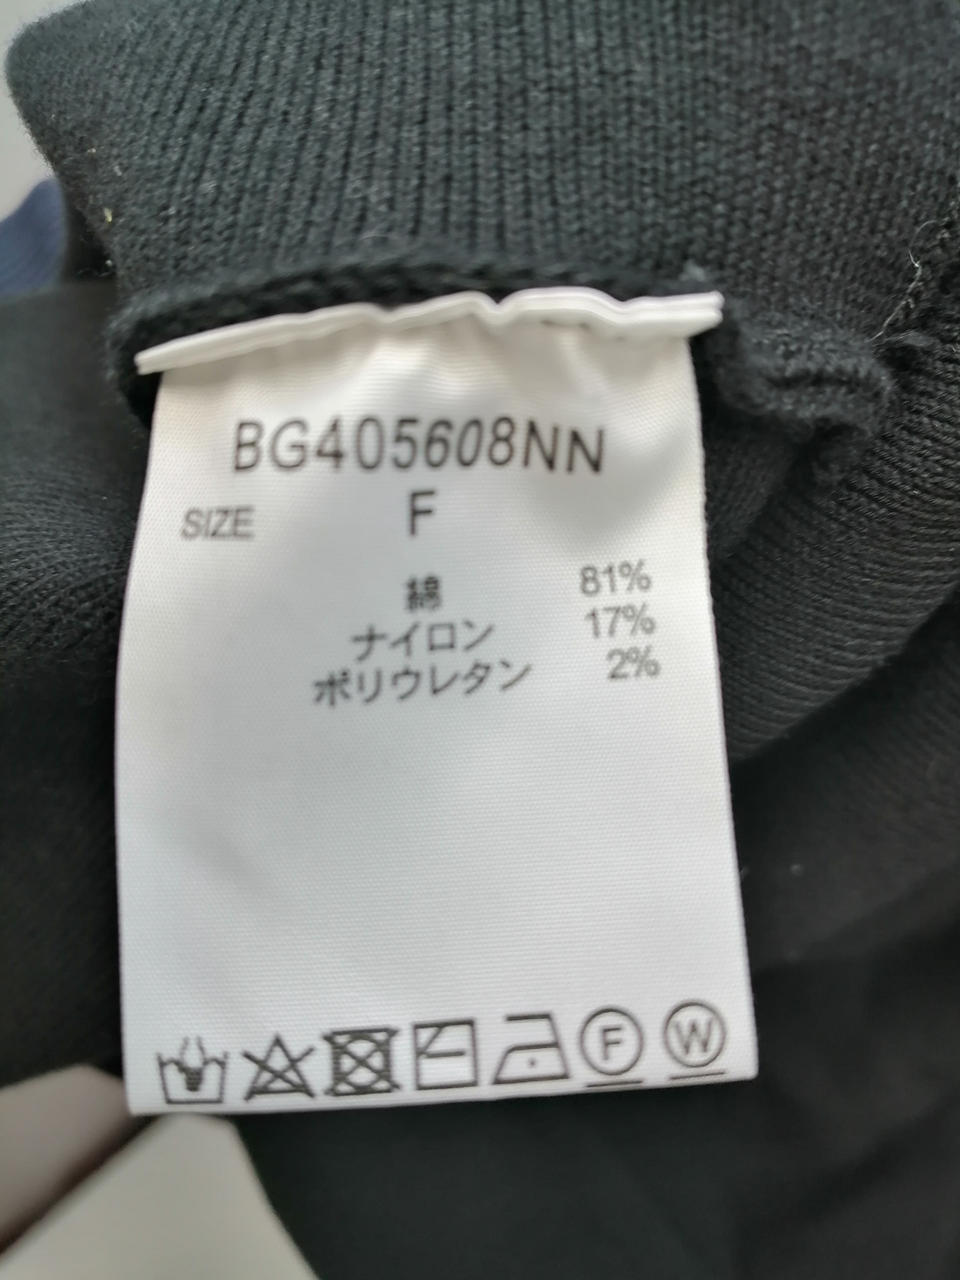 BG405608NN
SIZE F
綿 81%
ナイロン 17%
ポリウレタン 2%
F W